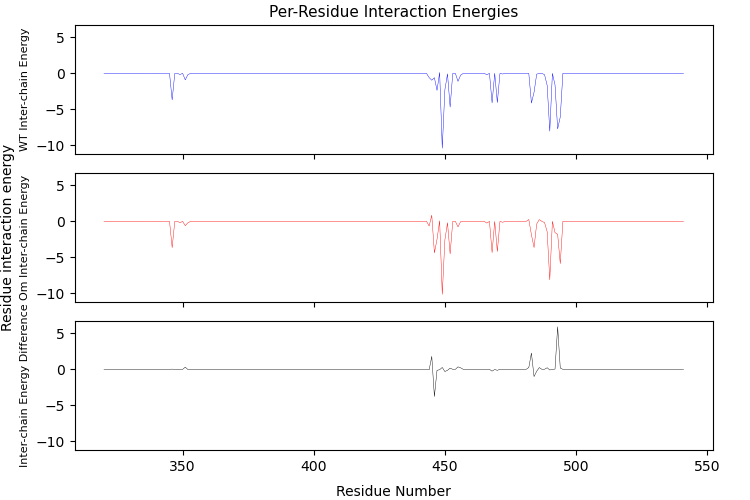 Per-Residue Interaction Energies
Residue interaction energy
WT Inter-chain Energy
5
0
−5
−10
Om Inter-chain Energy
5
0
−5
−10
Inter-chain Energy Difference
5
0
−5
−10
350
400
450
500
550
Residue Number